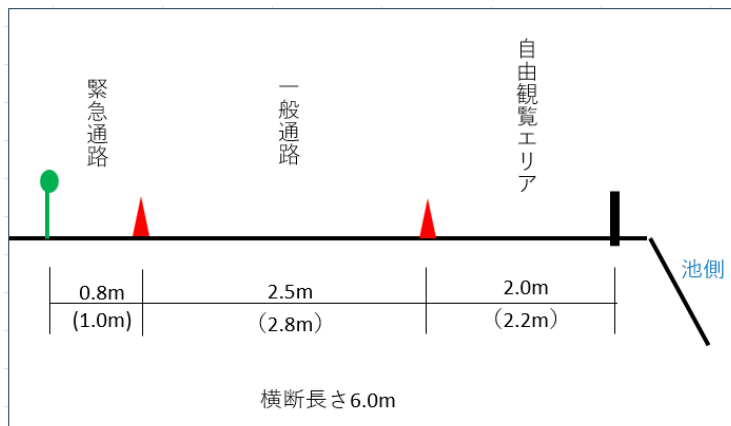 緊急通路
一般通路
自由観覧エリア
池側
0.8m
2.5m
2.0m
(1.0m)
（2.8m）
（2.2m）
横断長さ6.0m